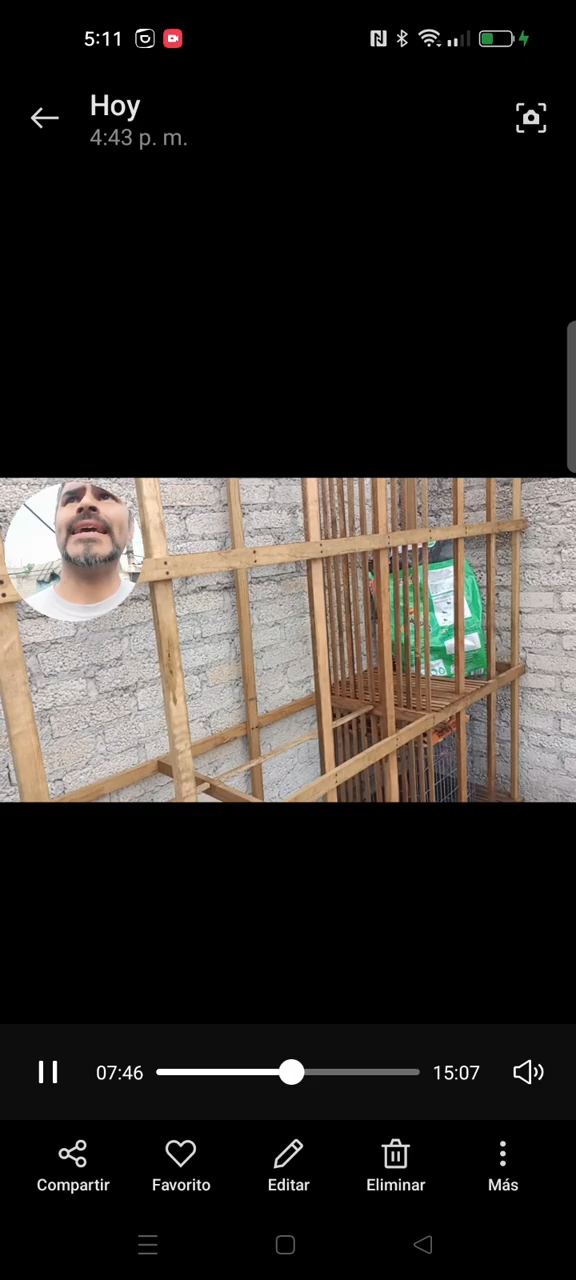 5:11
Hoy
4:43 p. m.
07:46
15:07
Compartir
Favorito
Editar
Eliminar
Más